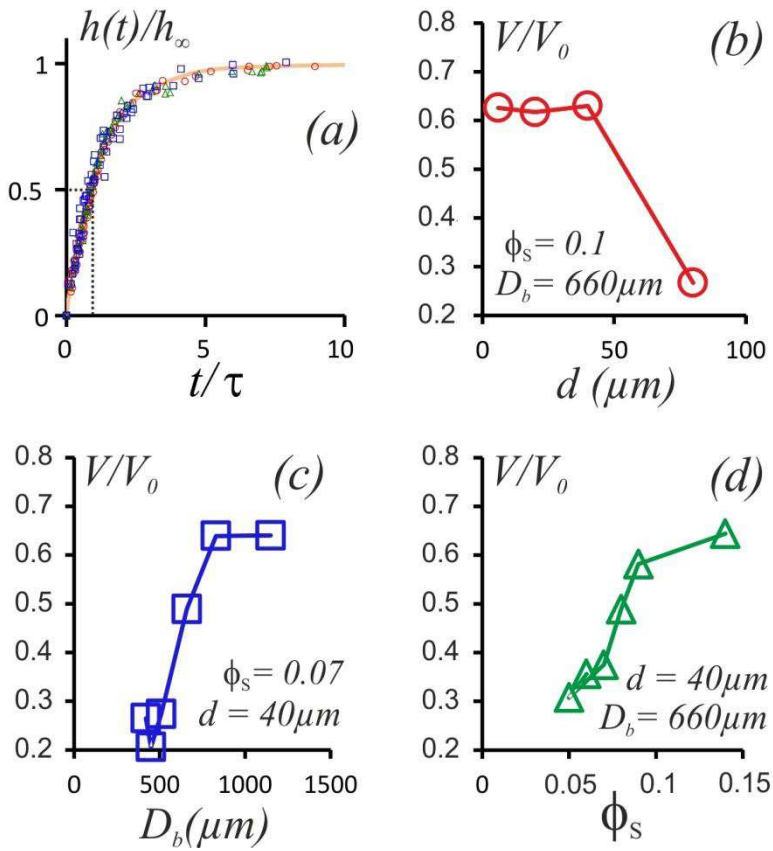 h(t)/h∞
(a)
1
0.5
0
0 5 10
t/τ
V/V₀
(b)
0.8
0.7
0.6
0.5
0.4
0.3
0.2
ϕₛ= 0.1
D_b= 660µm
0 50 100
d (µm)
V/V₀
(c)
0.8
0.7
0.6
0.5
0.4
0.3
0.2
ϕₛ= 0.07
d = 40µm
0 500 1000 1500
D_b(µm)
V/V₀
(d)
0.8
0.7
0.6
0.5
0.4
0.3
0.2
d = 40µm
D_b= 660µm
0 0.05 0.1 0.15
ϕₛ